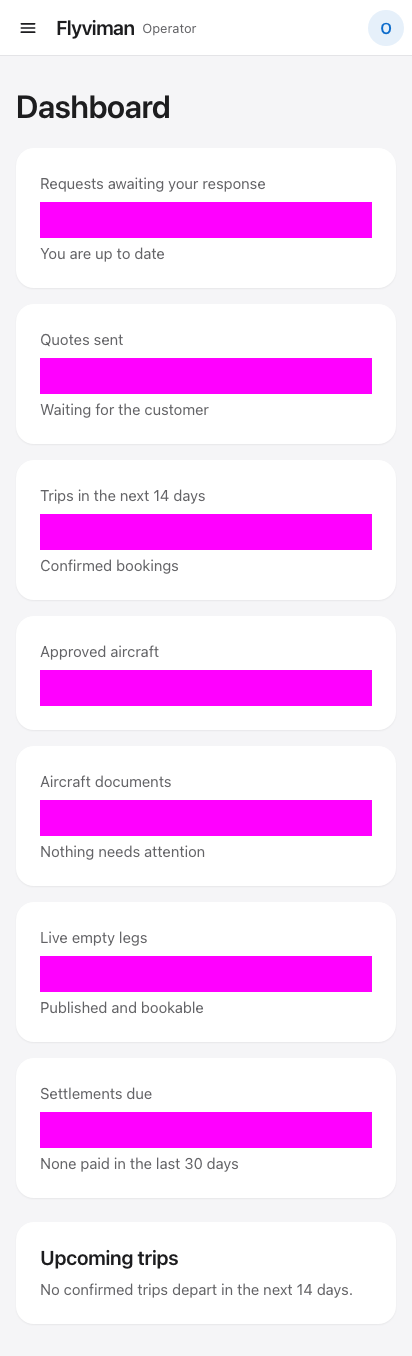 Flyviman Operator
O
Dashboard
Requests awaiting your response
You are up to date
Quotes sent
Waiting for the customer
Trips in the next 14 days
Confirmed bookings
Approved aircraft
Aircraft documents
Nothing needs attention
Live empty legs
Published and bookable
Settlements due
None paid in the last 30 days
Upcoming trips
No confirmed trips depart in the next 14 days.